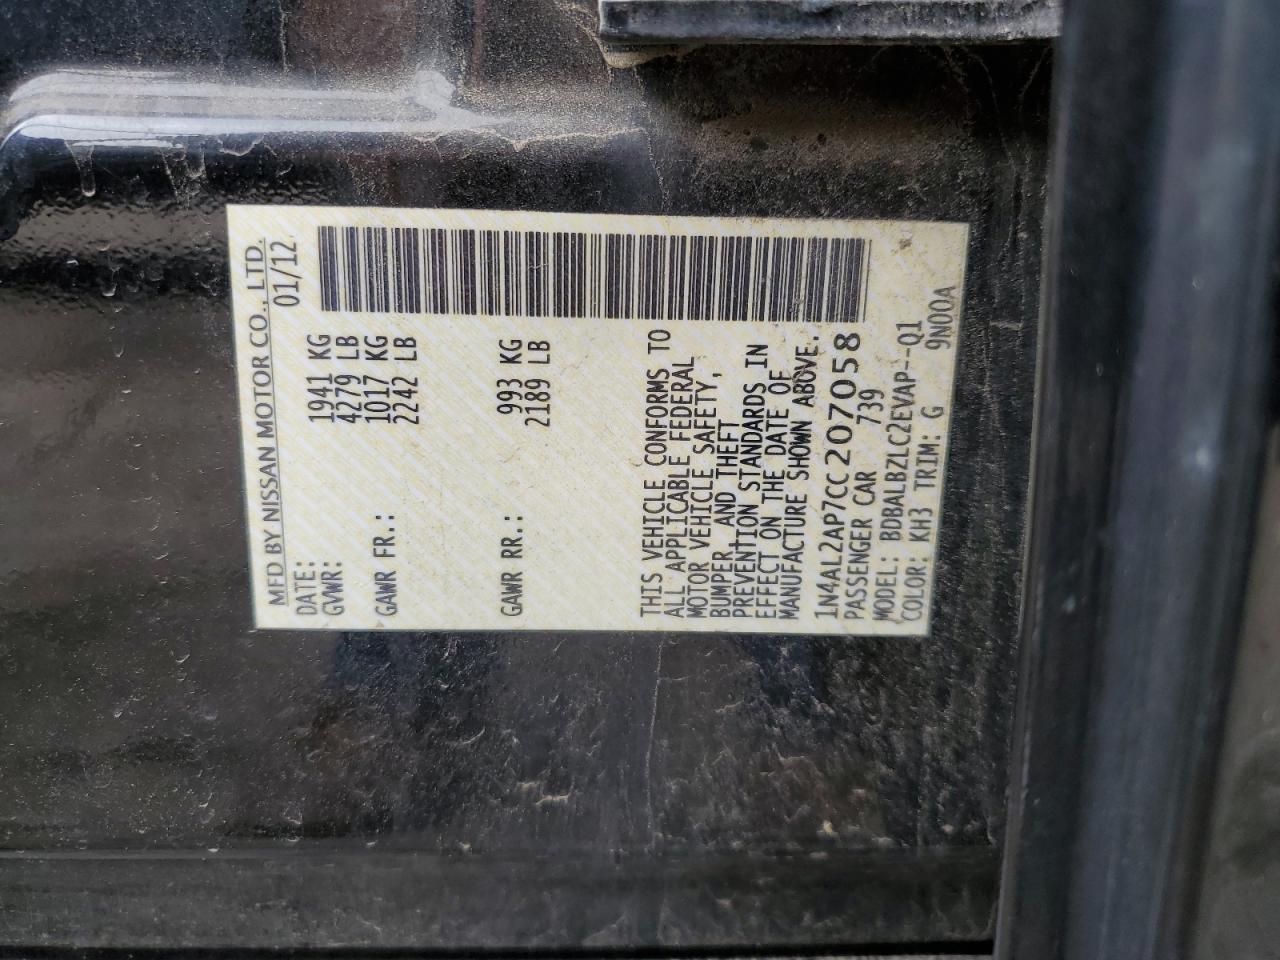 MFD BY NISSAN MOTOR CO., LTD.
DATE: 01/12
GVWR: 1941 KG
4279 LB
GAWR FR.: 1017 KG
2242 LB
GAWR RR.: 993 KG
2189 LB
THIS VEHICLE CONFORMS TO
ALL APPLICABLE FEDERAL
MOTOR VEHICLE SAFETY,
BUMPER, AND THEFT
PREVENTION STANDARDS IN
EFFECT ON THE DATE OF
MANUFACTURE SHOWN ABOVE.
1N4AL2AP7CC207058
PASSENGER CAR 739
MODEL: BDBALBZLC2EVAP--Q1
COLOR: KH3 TRIM: G 9N00A